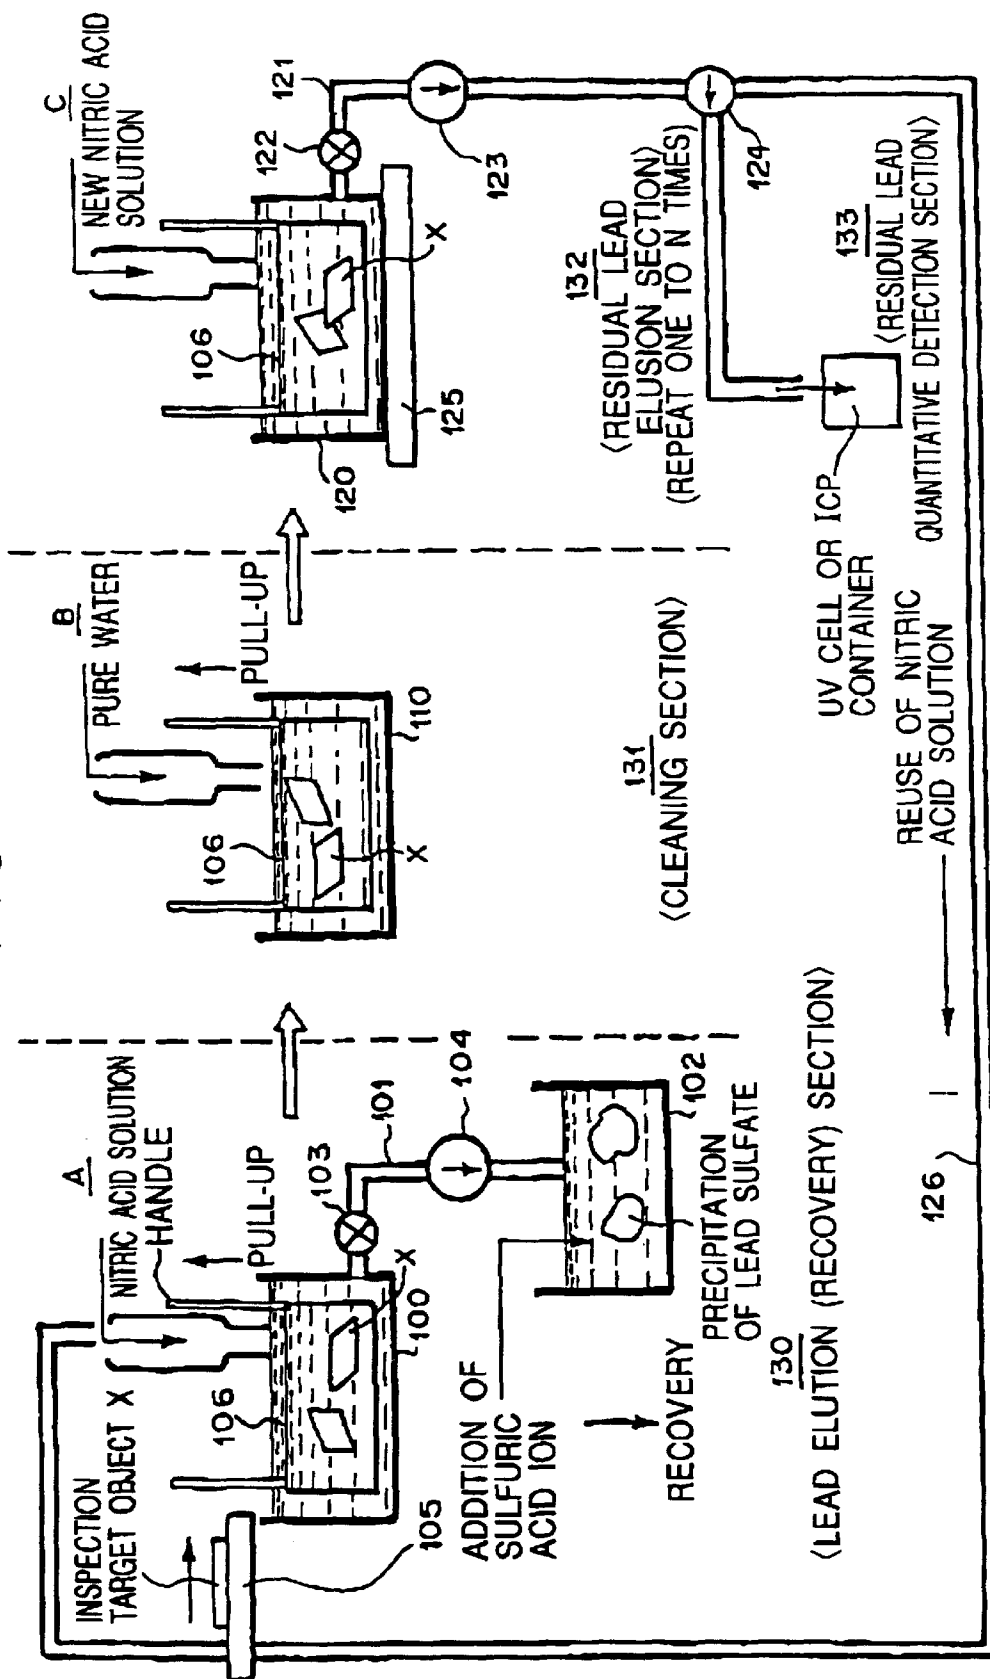 INSPECTION
TARGET OBJECT X
A
NITRIC ACID SOLUTION
HANDLE
PULL-UP
106
105
100
X
103
101
104
102
ADDITION OF
SULFURIC
ACID ION
RECOVERY
PRECIPITATION
OF LEAD SULFATE
130
⟨LEAD ELUTION (RECOVERY) SECTION⟩
B
PURE WATER
PULL-UP
106
X
110
131
⟨CLEANING SECTION⟩
C
NEW NITRIC ACID
SOLUTION
106
120
125
X
122
121
123
132
⟨RESIDUAL LEAD
ELUSION SECTION⟩
(REPEAT ONE TO N TIMES)
124
UV CELL OR ICP
CONTAINER
133
⟨RESIDUAL LEAD
QUANTITATIVE DETECTION SECTION⟩
REUSE OF NITRIC
ACID SOLUTION
126